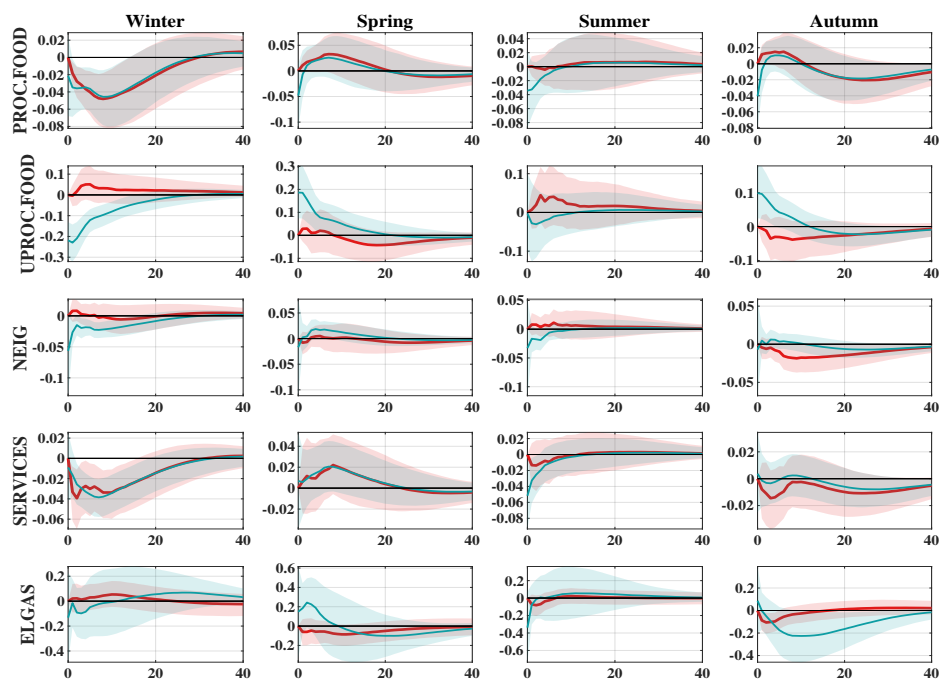 Winter Spring Summer Autumn
PROC.FOOD
0.02 0 -0.02 -0.04 -0.06 -0.08
0 20 40
0.05 0 -0.05 -0.1
0 20 40
0.04 0.02 0 -0.02 -0.04 -0.06 -0.08
0 20 40
0.02 0 -0.02 -0.04 -0.06 -0.08
0 20 40
UPROC.FOOD
0.1 0 -0.1 -0.2 -0.3
0 20 40
0.3 0.2 0.1 0 -0.1
0 20 40
0.1 0 -0.1
0 20 40
0.1 0 -0.1
0 20 40
NEIG
0 -0.05 -0.1
0 20 40
0.05 0 -0.05 -0.1
0 20 40
0.05 0 -0.05 -0.1
0 20 40
0.05 0 -0.05
0 20 40
SERVICES
0.02 0 -0.02 -0.04 -0.06
0 20 40
0.04 0.02 0 -0.02
0 20 40
0.02 0 -0.02 -0.04 -0.06 -0.08
0 20 40
0.02 0 -0.02
0 20 40
ELGAS
0.2 0 -0.2 -0.4
0 20 40
0.6 0.4 0.2 0 -0.2
0 20 40
0.2 0 -0.2 -0.4 -0.6
0 20 40
0.2 0 -0.2 -0.4
0 20 40